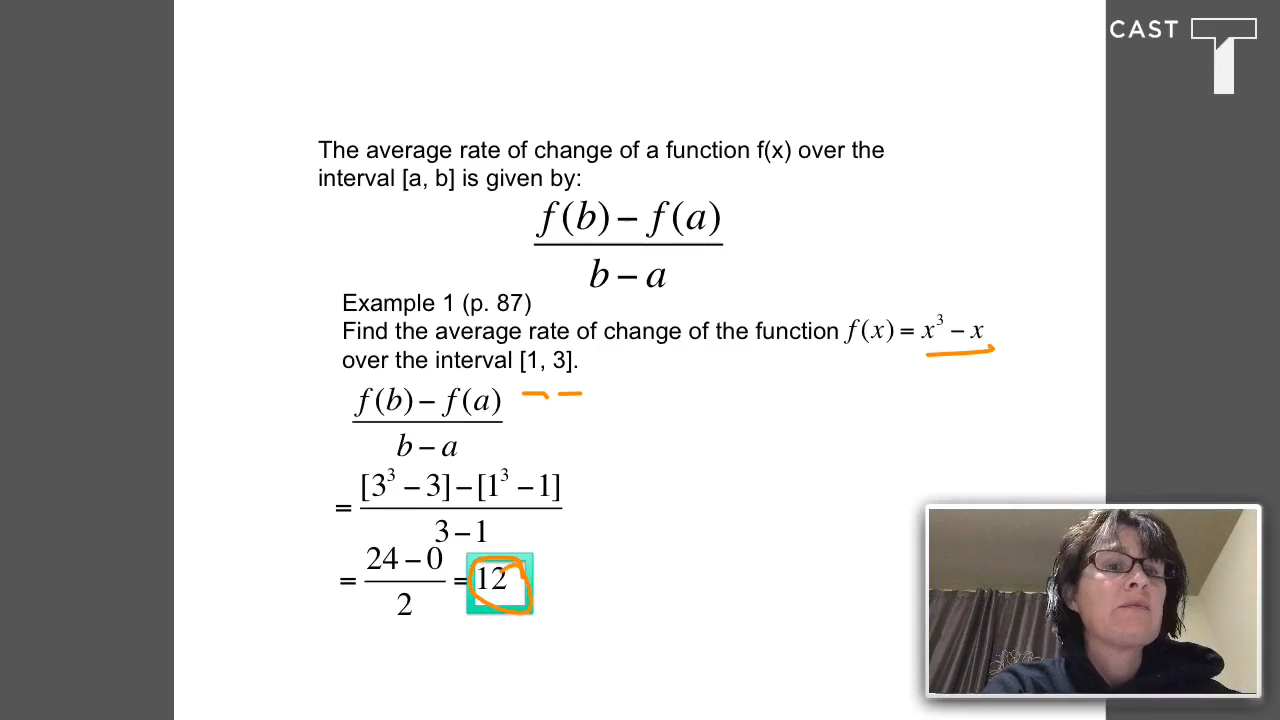 CAST
The average rate of change of a function f(x) over the
interval [a, b] is given by:
f(b) − f(a)
b − a
Example 1 (p. 87)
Find the average rate of change of the function f(x) = x³ − x
over the interval [1, 3].
f(b) − f(a)
b − a
= [3³ − 3] − [1³ − 1]
3 − 1
= 24 − 0 = 12
2